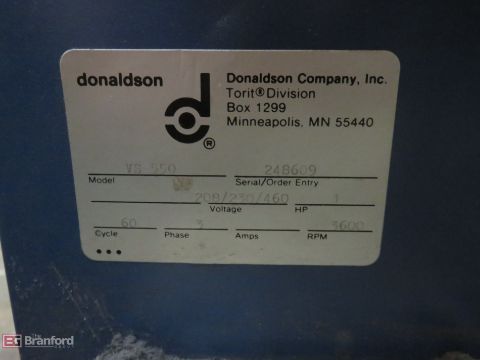 donaldson
Donaldson Company, Inc.
Torit® Division
Box 1299
Minneapolis, MN 55440
VS 550 248609
Model Serial/Order Entry
208/230/460 1
Voltage HP
60 3 3600
Cycle Phase Amps RPM
EG Branford